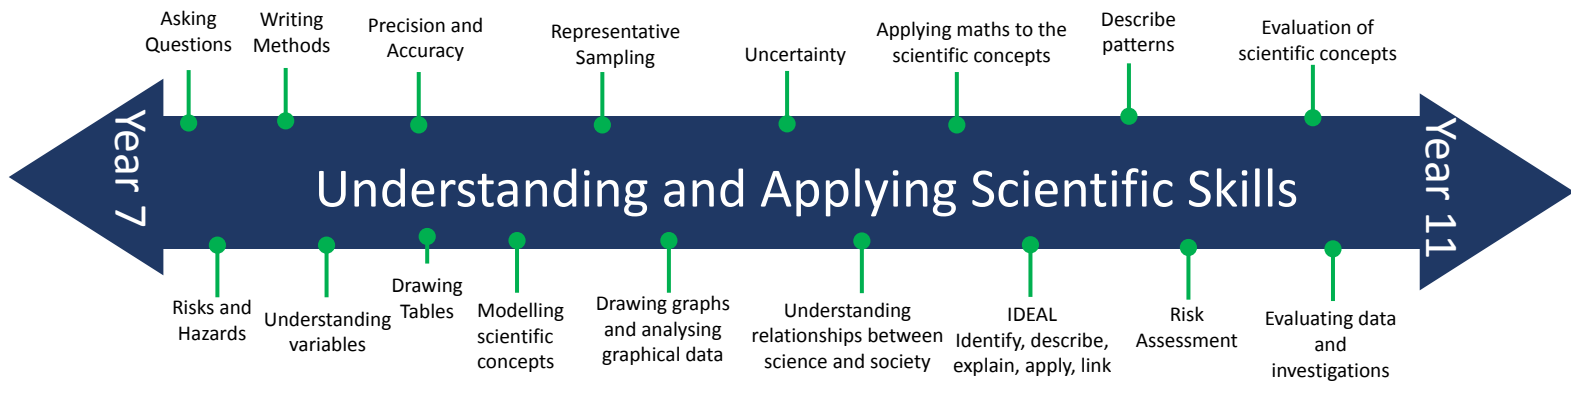 Asking
Questions
Writing
Methods
Precision and
Accuracy
Representative
Sampling
Uncertainty
Applying maths to the
scientific concepts
Describe
patterns
Evaluation of
scientific concepts
Year 7
Understanding and Applying Scientific Skills
Year 11
Risks and
Hazards
Understanding
variables
Drawing
Tables
Modelling
scientific
concepts
Drawing graphs
and analysing
graphical data
Understanding
relationships between
science and society
IDEAL
Identify, describe,
explain, apply, link
Risk
Assessment
Evaluating data
and
investigations